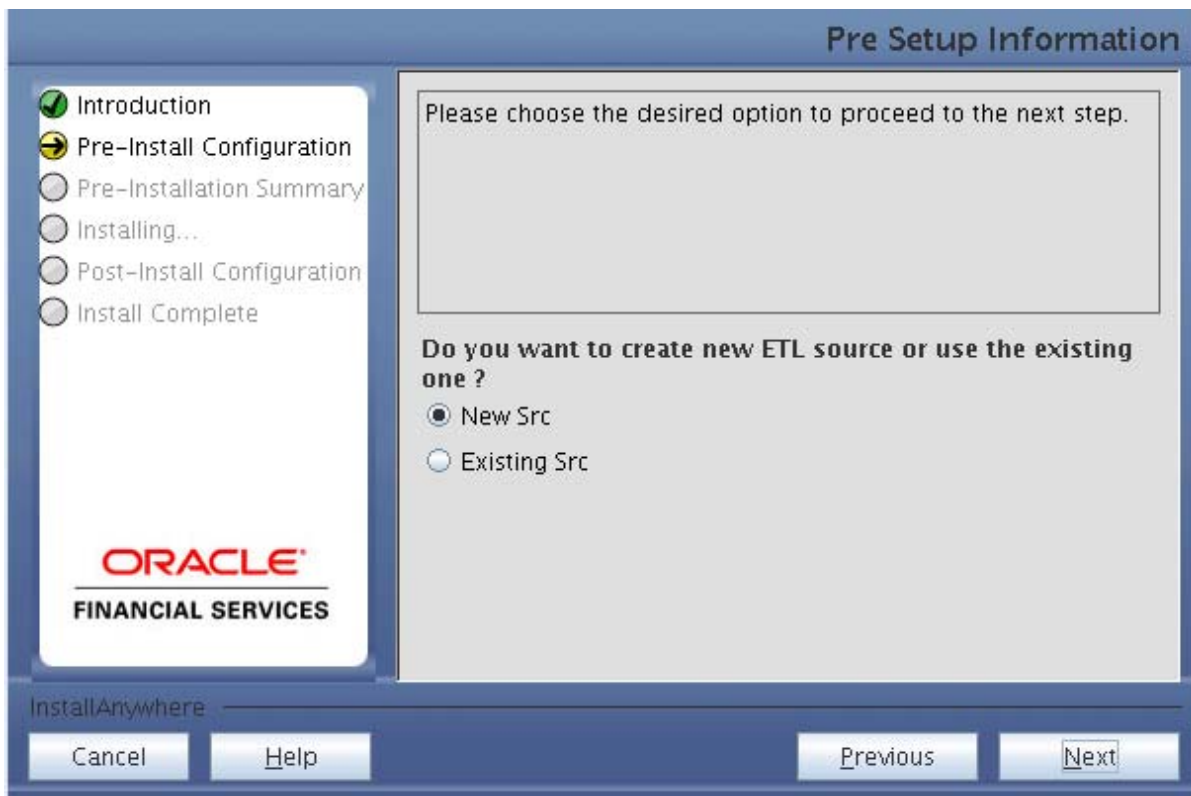 Pre Setup Information
Introduction
Pre-Install Configuration
Pre-Installation Summary
Installing...
Post-Install Configuration
Install Complete
ORACLE
FINANCIAL SERVICES
Please choose the desired option to proceed to the next step.
Do you want to create new ETL source or use the existing
one ?
New Src
Existing Src
InstallAnywhere
Cancel
Help
Previous
Next